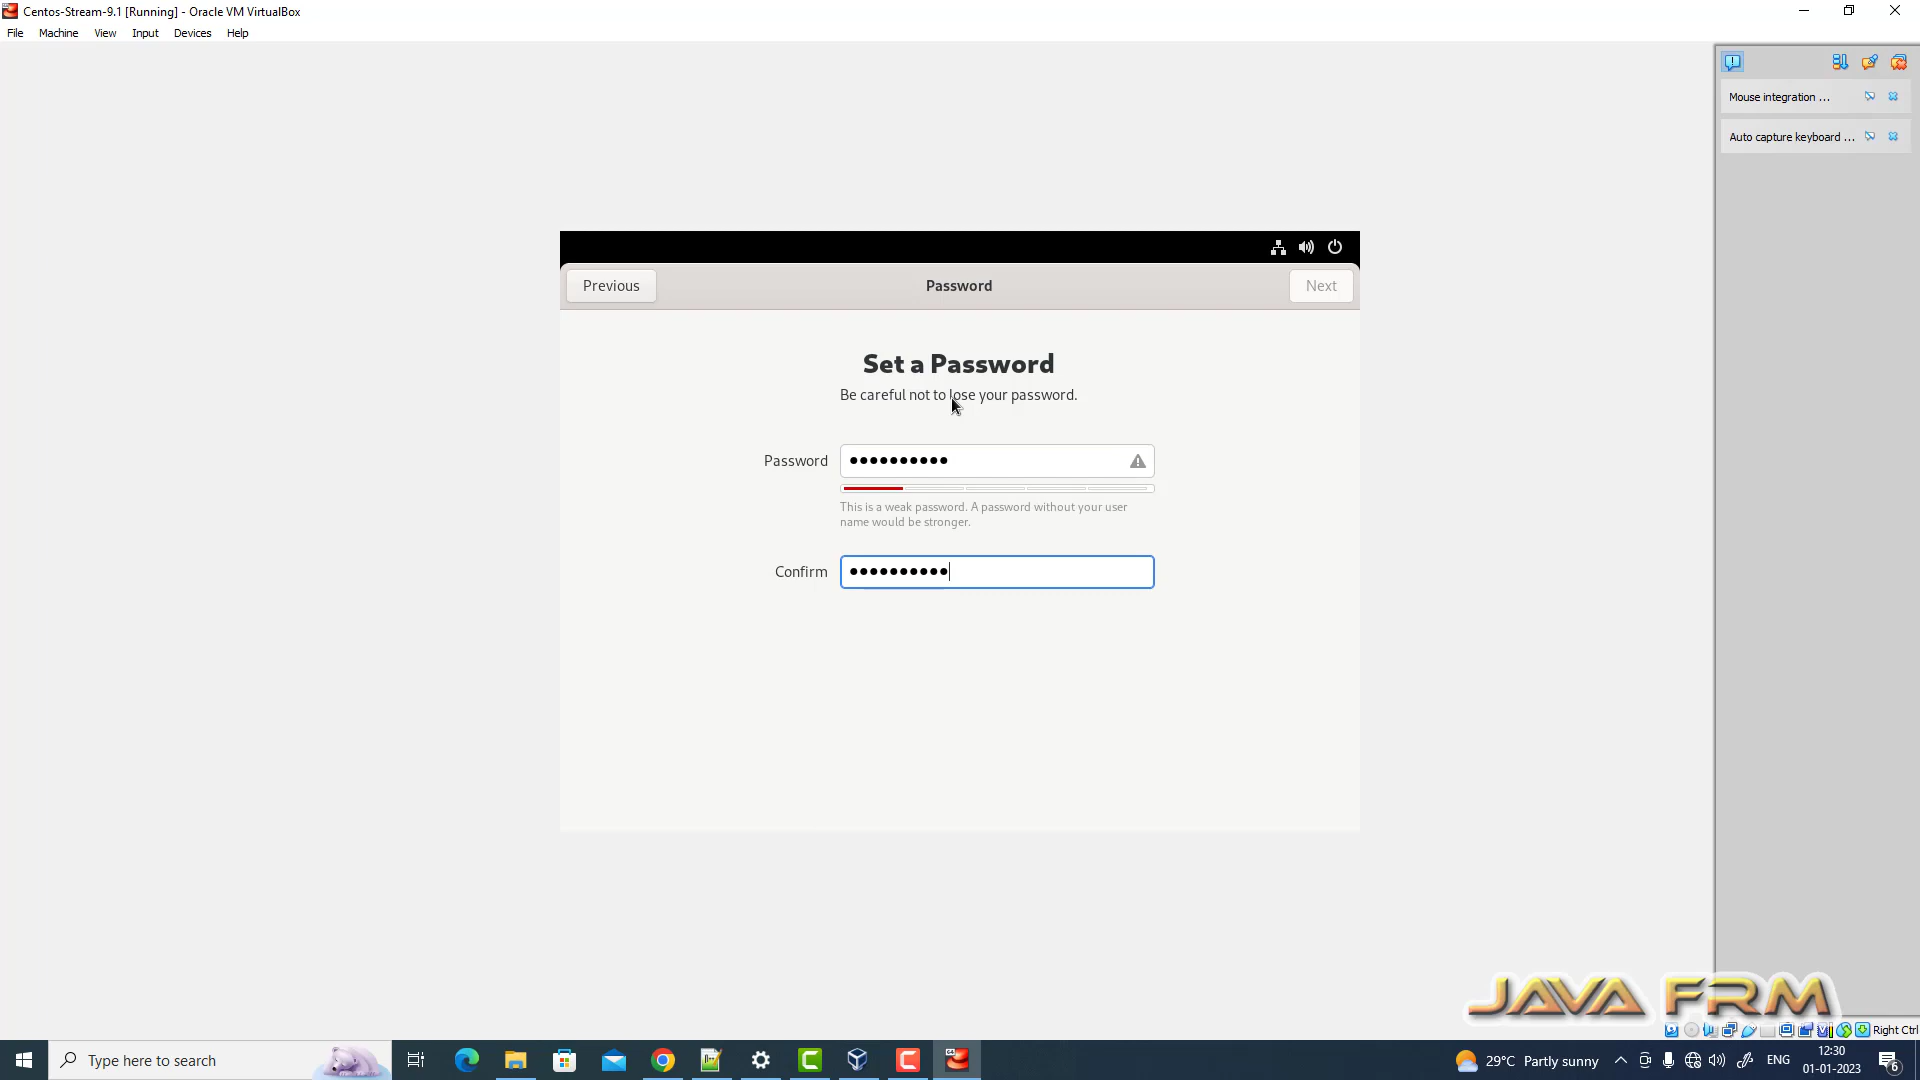 Centos-Stream-9.1 [Running] - Oracle VM VirtualBox
File Machine View Input Devices Help
Mouse integration ...
Auto capture keyboard ...
Previous
Password
Next
Set a Password
Be careful not to lose your password.
Password
●●●●●●●●●●
This is a weak password. A password without your user
name would be stronger.
Confirm
●●●●●●●●●●
JAVA FRM
Right Ctrl
Type here to search
29°C Partly sunny
ENG
12:30
01-01-2023
6